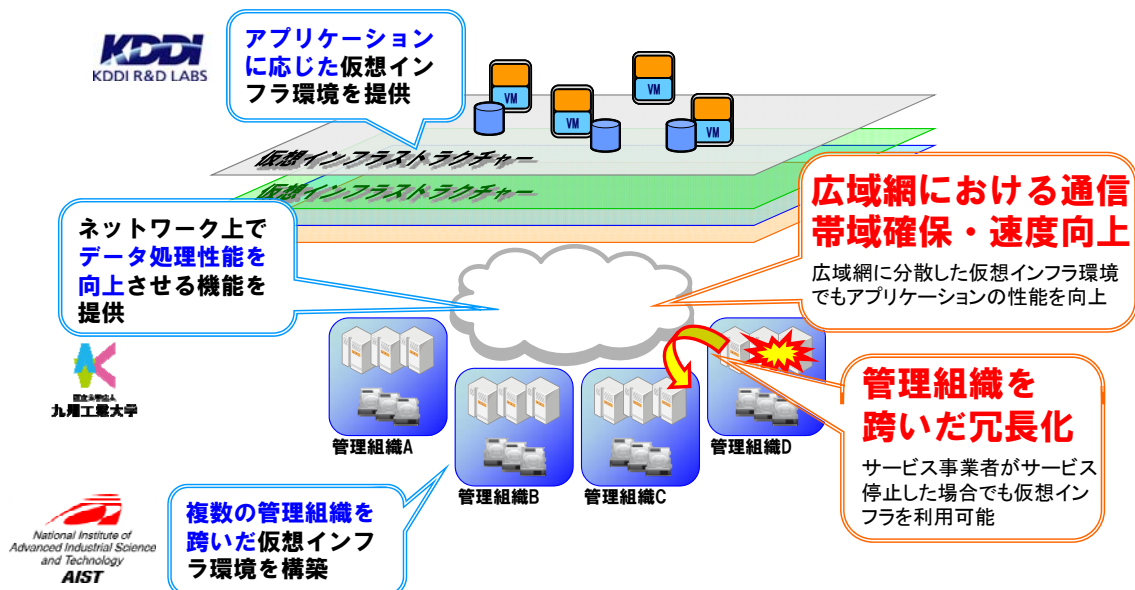 KDDI
KDDI R&D LABS
アプリケーション
に応じた仮想イン
フラ環境を提供
VM
VM
VM
VM
仮想インフラストラクチャー
仮想インフラストラクチャー
ネットワーク上で
データ処理性能を
向上させる機能を
提供
広域網における通信
帯域確保・速度向上
広域網に分散した仮想インフラ環境
でもアプリケーションの性能を向上
国立大学法人
九州工業大学
管理組織A
管理組織B
管理組織C
管理組織D
管理組織を
跨いだ冗長化
サービス事業者がサービス
停止した場合でも仮想イン
フラを利用可能
National Institute of
Advanced Industrial Science
and Technology
AIST
複数の管理組織を
跨いだ仮想インフ
ラ環境を構築